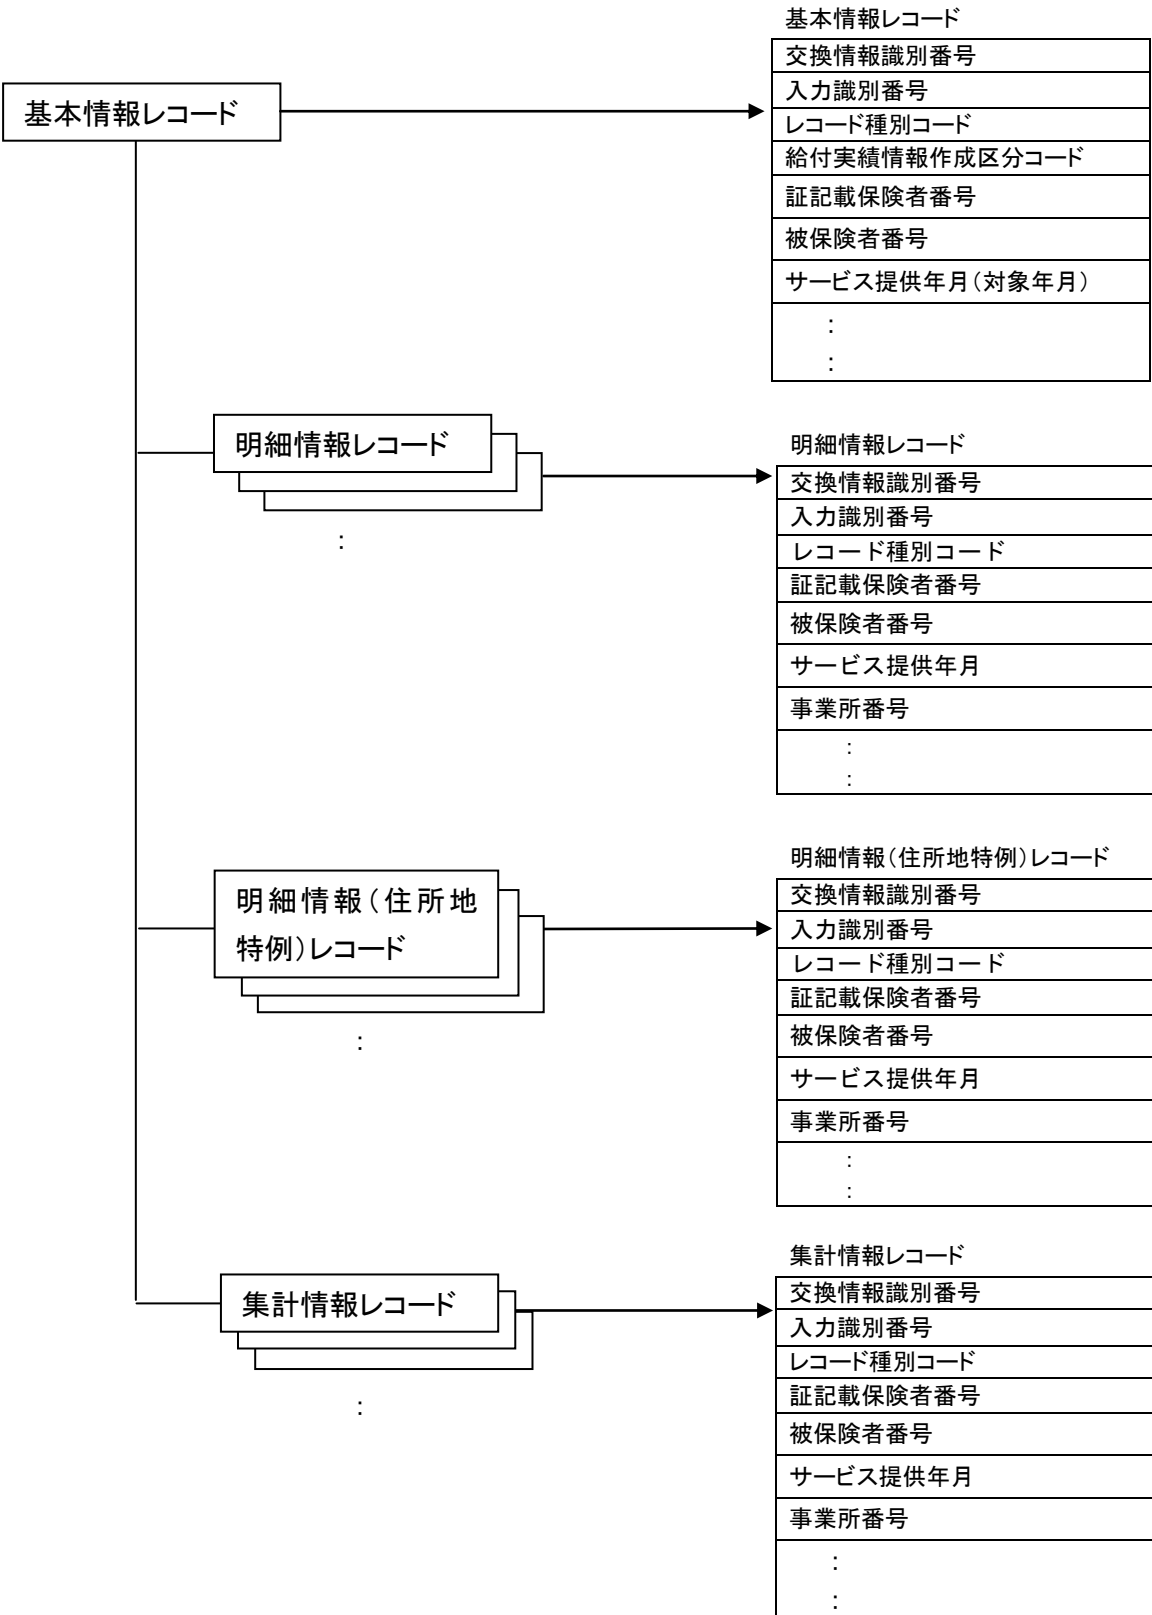 基本情報レコード
基本情報レコード
交換情報識別番号
入力識別番号
レコード種別コード
給付実績情報作成区分コード
証記載保険者番号
被保険者番号
サービス提供年月(対象年月)
:
:
明細情報レコード
:
明細情報レコード
交換情報識別番号
入力識別番号
レコード種別コード
証記載保険者番号
被保険者番号
サービス提供年月
事業所番号
:
:
明細情報(住所地
特例)レコード
:
明細情報(住所地特例)レコード
交換情報識別番号
入力識別番号
レコード種別コード
証記載保険者番号
被保険者番号
サービス提供年月
事業所番号
:
:
集計情報レコード
:
集計情報レコード
交換情報識別番号
入力識別番号
レコード種別コード
証記載保険者番号
被保険者番号
サービス提供年月
事業所番号
:
: